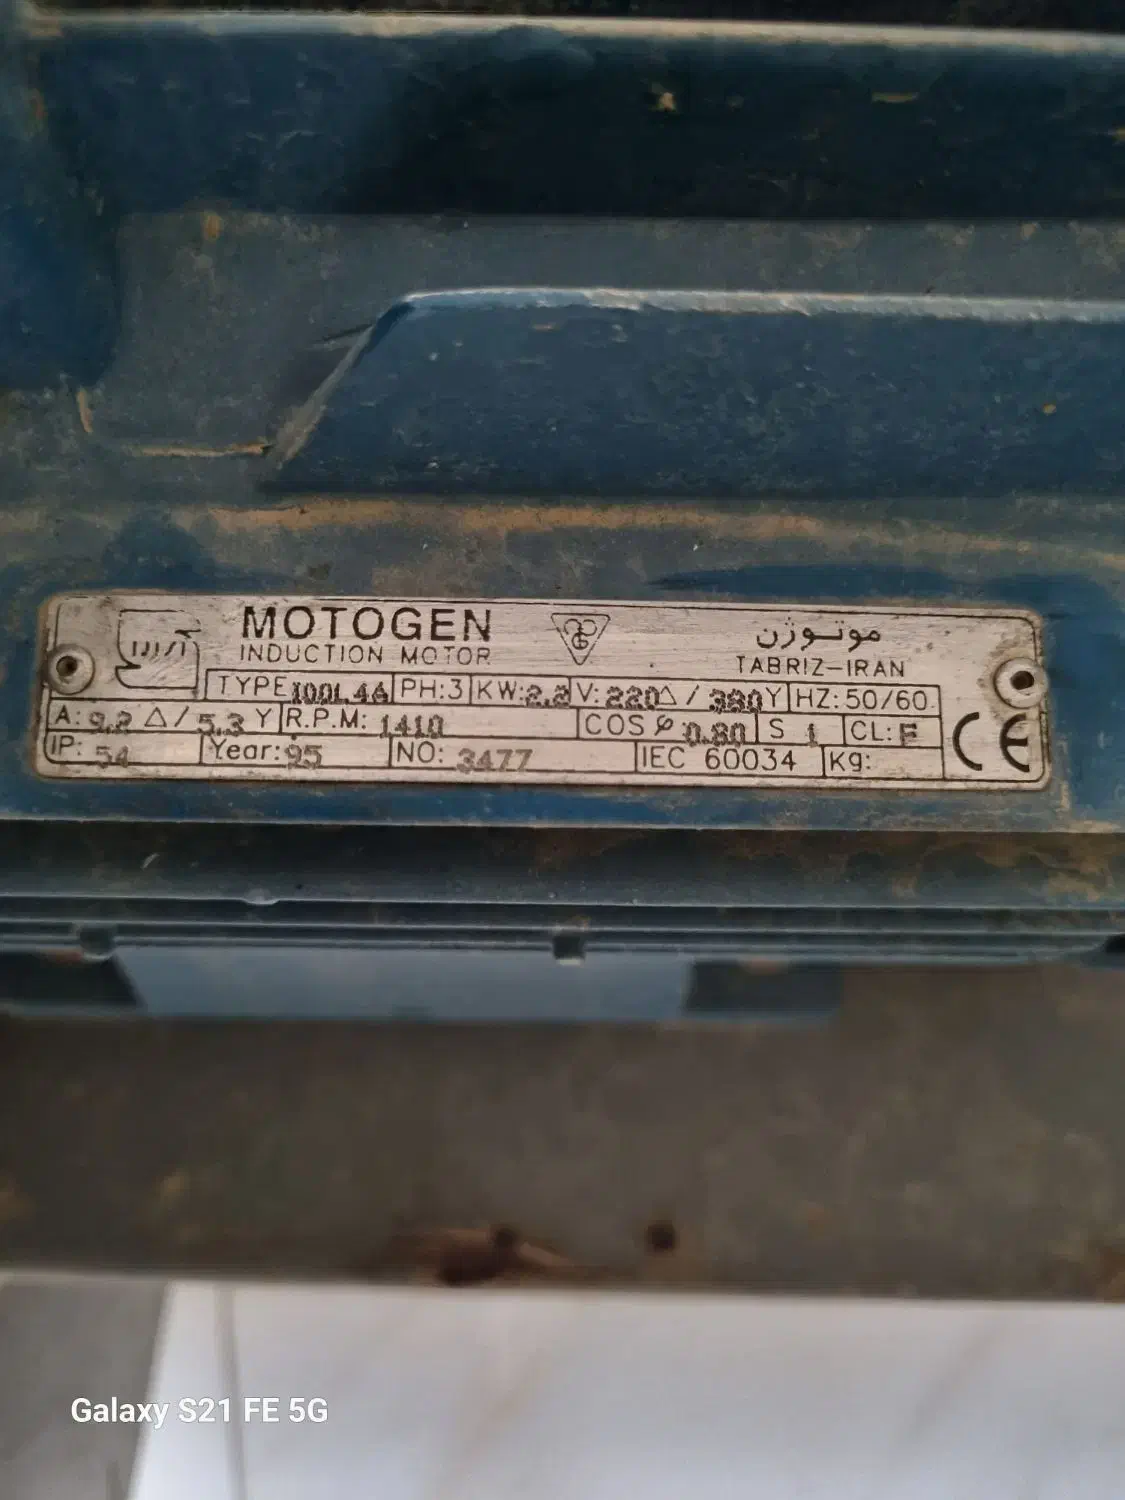 MOTOGEN
INDUCTION MOTOR
موتوژن
TABRIZ-IRAN
TYPE 100L4A PH:3 KW:2.2 V:220Δ/380Y HZ:50/60
A:9.2 Δ/5.3 Y R.P.M:1410 COS φ 0.80 S 1 CL:F
IP:54 Year:95 NO:3477 IEC 60034 Kg:
CE
Galaxy S21 FE 5G